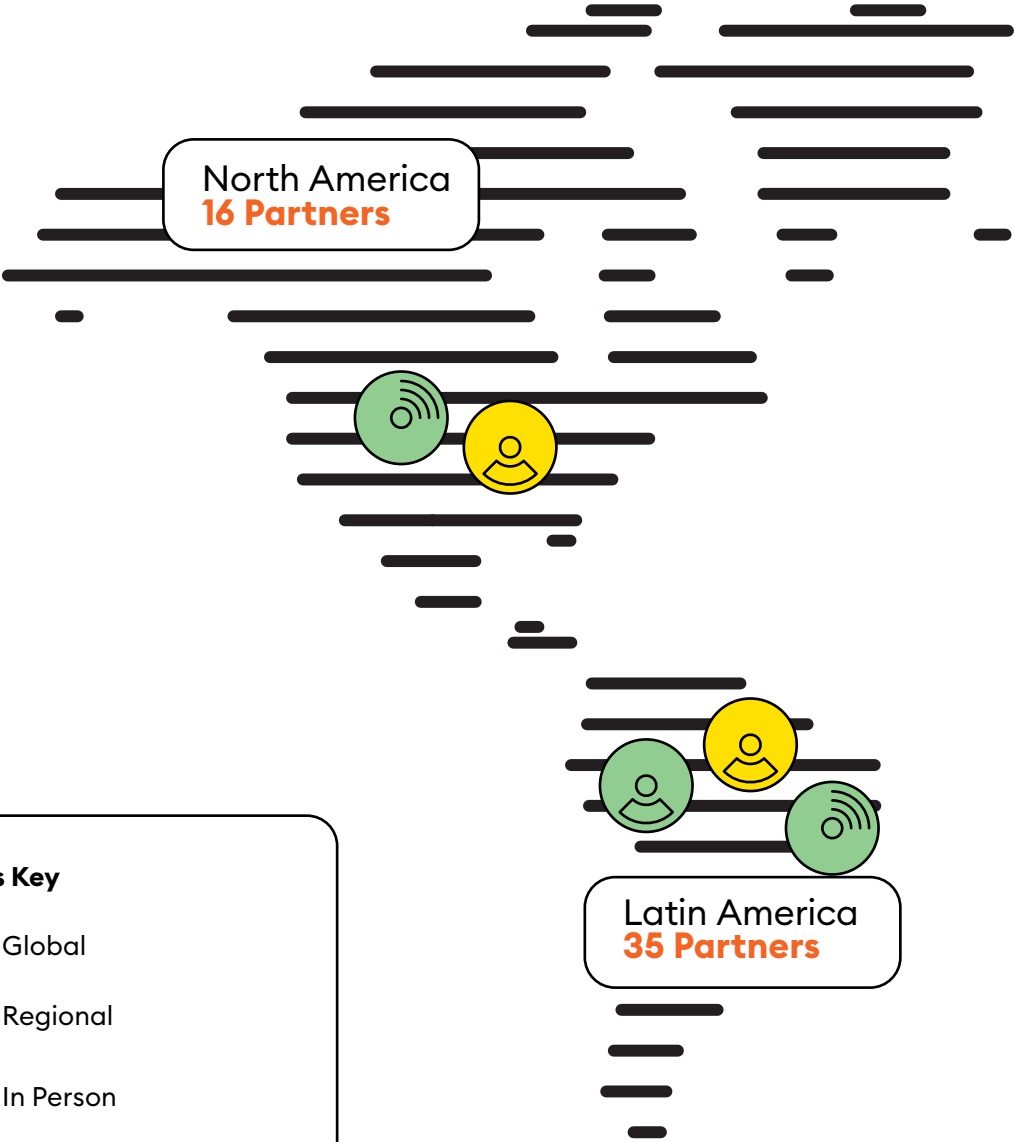 North America
16 Partners
Latin America
35 Partners
s Key
Global
Regional
In Person